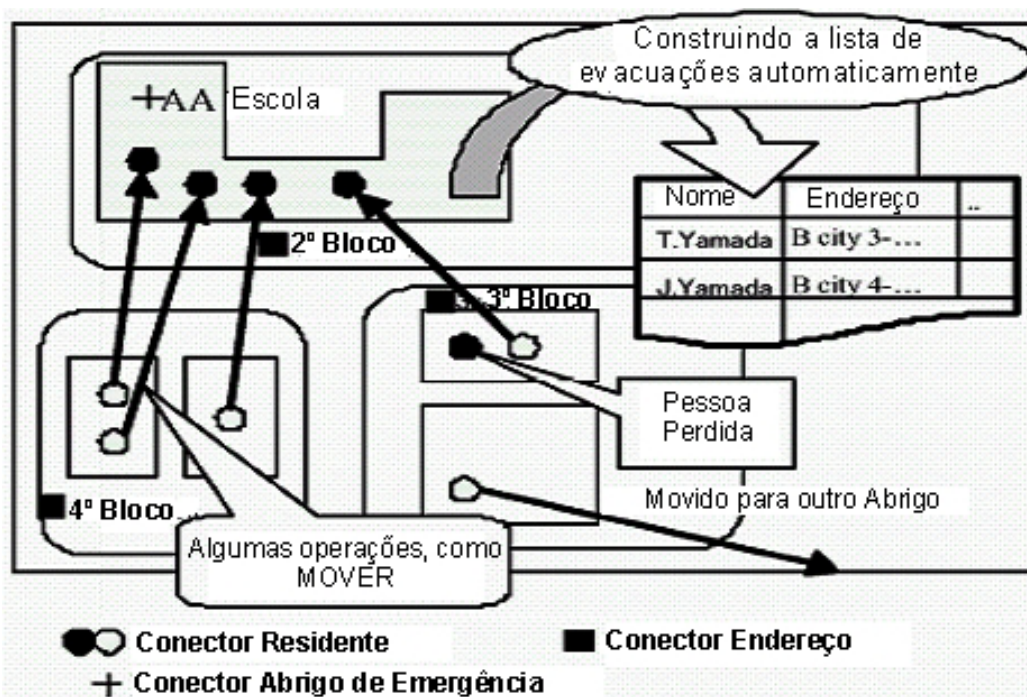 Construindo a lista de
evacuações automaticamente
AA Escola
Nome Endereço ..
T.Yamada B city 3-...
J.Yamada B city 4-...
2º Bloco
3-3º Bloco
Pessoa
Perdida
Movido para outro Abrigo
4º Bloco...
Algumas operações, como
MOVER
Conector Residente
Conector Endereço
Conector Abrigo de Emergência